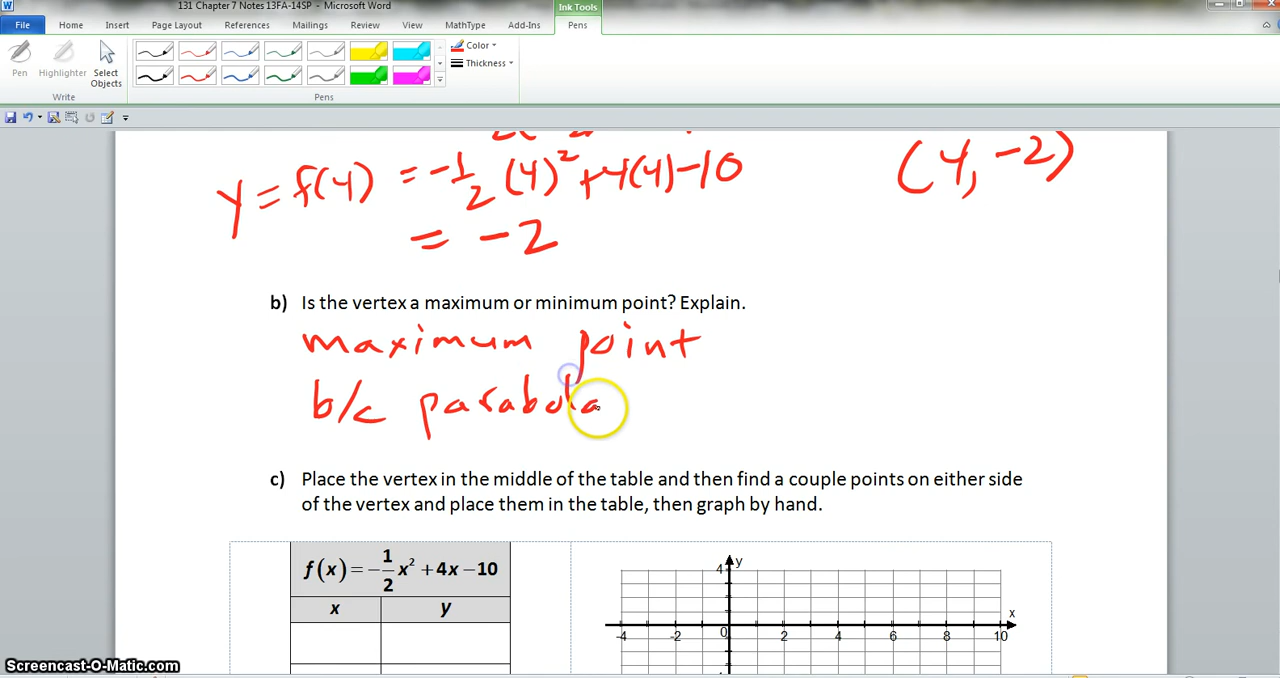 131 Chapter 7 Notes 13FA-14SP - Microsoft Word
Ink Tools
File Home Insert Page Layout References Mailings Review View MathType Add-Ins Pens
Pen Highlighter Select Objects
Color
Thickness
Write
Pens
y = f(4) = -1/2 (4)² + 4(4) - 10
(4, -2)
= -2
b) Is the vertex a maximum or minimum point? Explain.
maximum point
b/c parabola
c) Place the vertex in the middle of the table and then find a couple points on either side
of the vertex and place them in the table, then graph by hand.
f(x) = -1/2 x² + 4x - 10
x y
4 y
x
-4 -2 0 2 4 6 8 10
Screencast-O-Matic.com